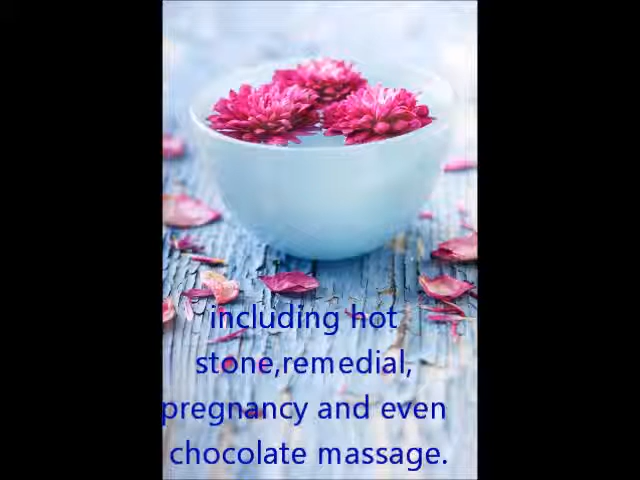 including hot
stone,remedial,
pregnancy and even
chocolate massage.